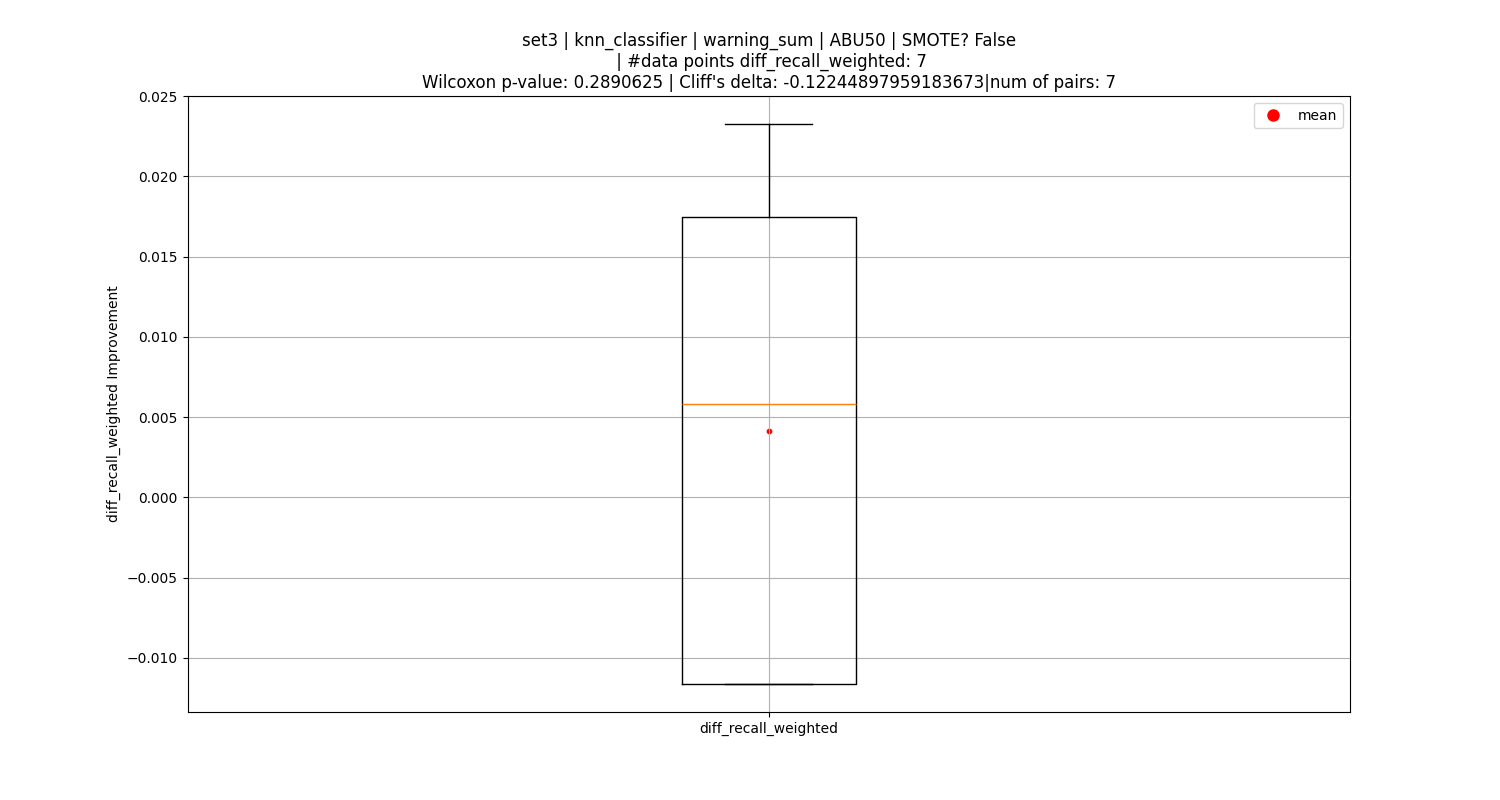 set3 | knn_classifier | warning_sum | ABU50 | SMOTE? False
| #data points diff_recall_weighted: 7
Wilcoxon p-value: 0.2890625 | Cliff's delta: -0.12244897959183673|num of pairs: 7
mean
0.025
0.020
0.015
0.010
0.005
0.000
−0.005
−0.010
diff_recall_weighted Improvement
diff_recall_weighted